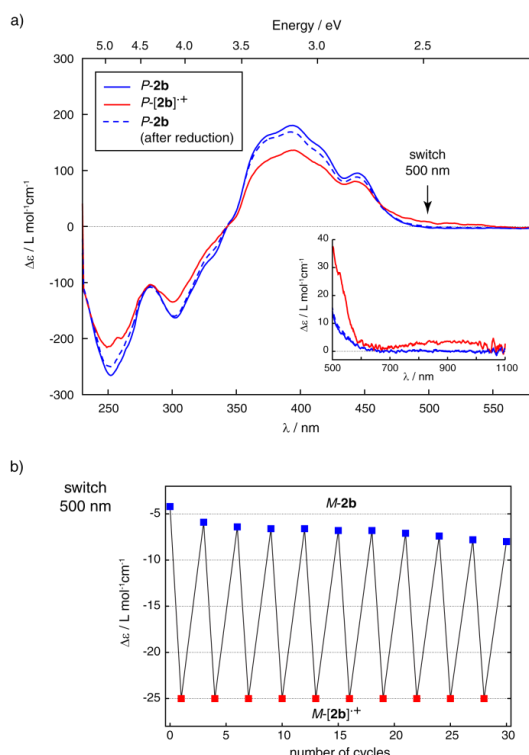 a)
Energy / eV
5.0 4.5 4.0 3.5 3.0 2.5
300
200
100
0
-100
-200
-300
Δε / L mol⁻¹cm⁻¹
P-2b
P-[2b]·⁺
P-2b
(after reduction)
switch
500 nm
40
30
20
10
0
Δε / L mol⁻¹cm⁻¹
500 700 900 1100
λ / nm
250 300 350 400 450 500 550
λ / nm
b)
switch
500 nm
M-2b
-5
-10
-15
-20
-25
Δε / L mol⁻¹cm⁻¹
M-[2b]·⁺
0 5 10 15 20 25 30
number of cycles